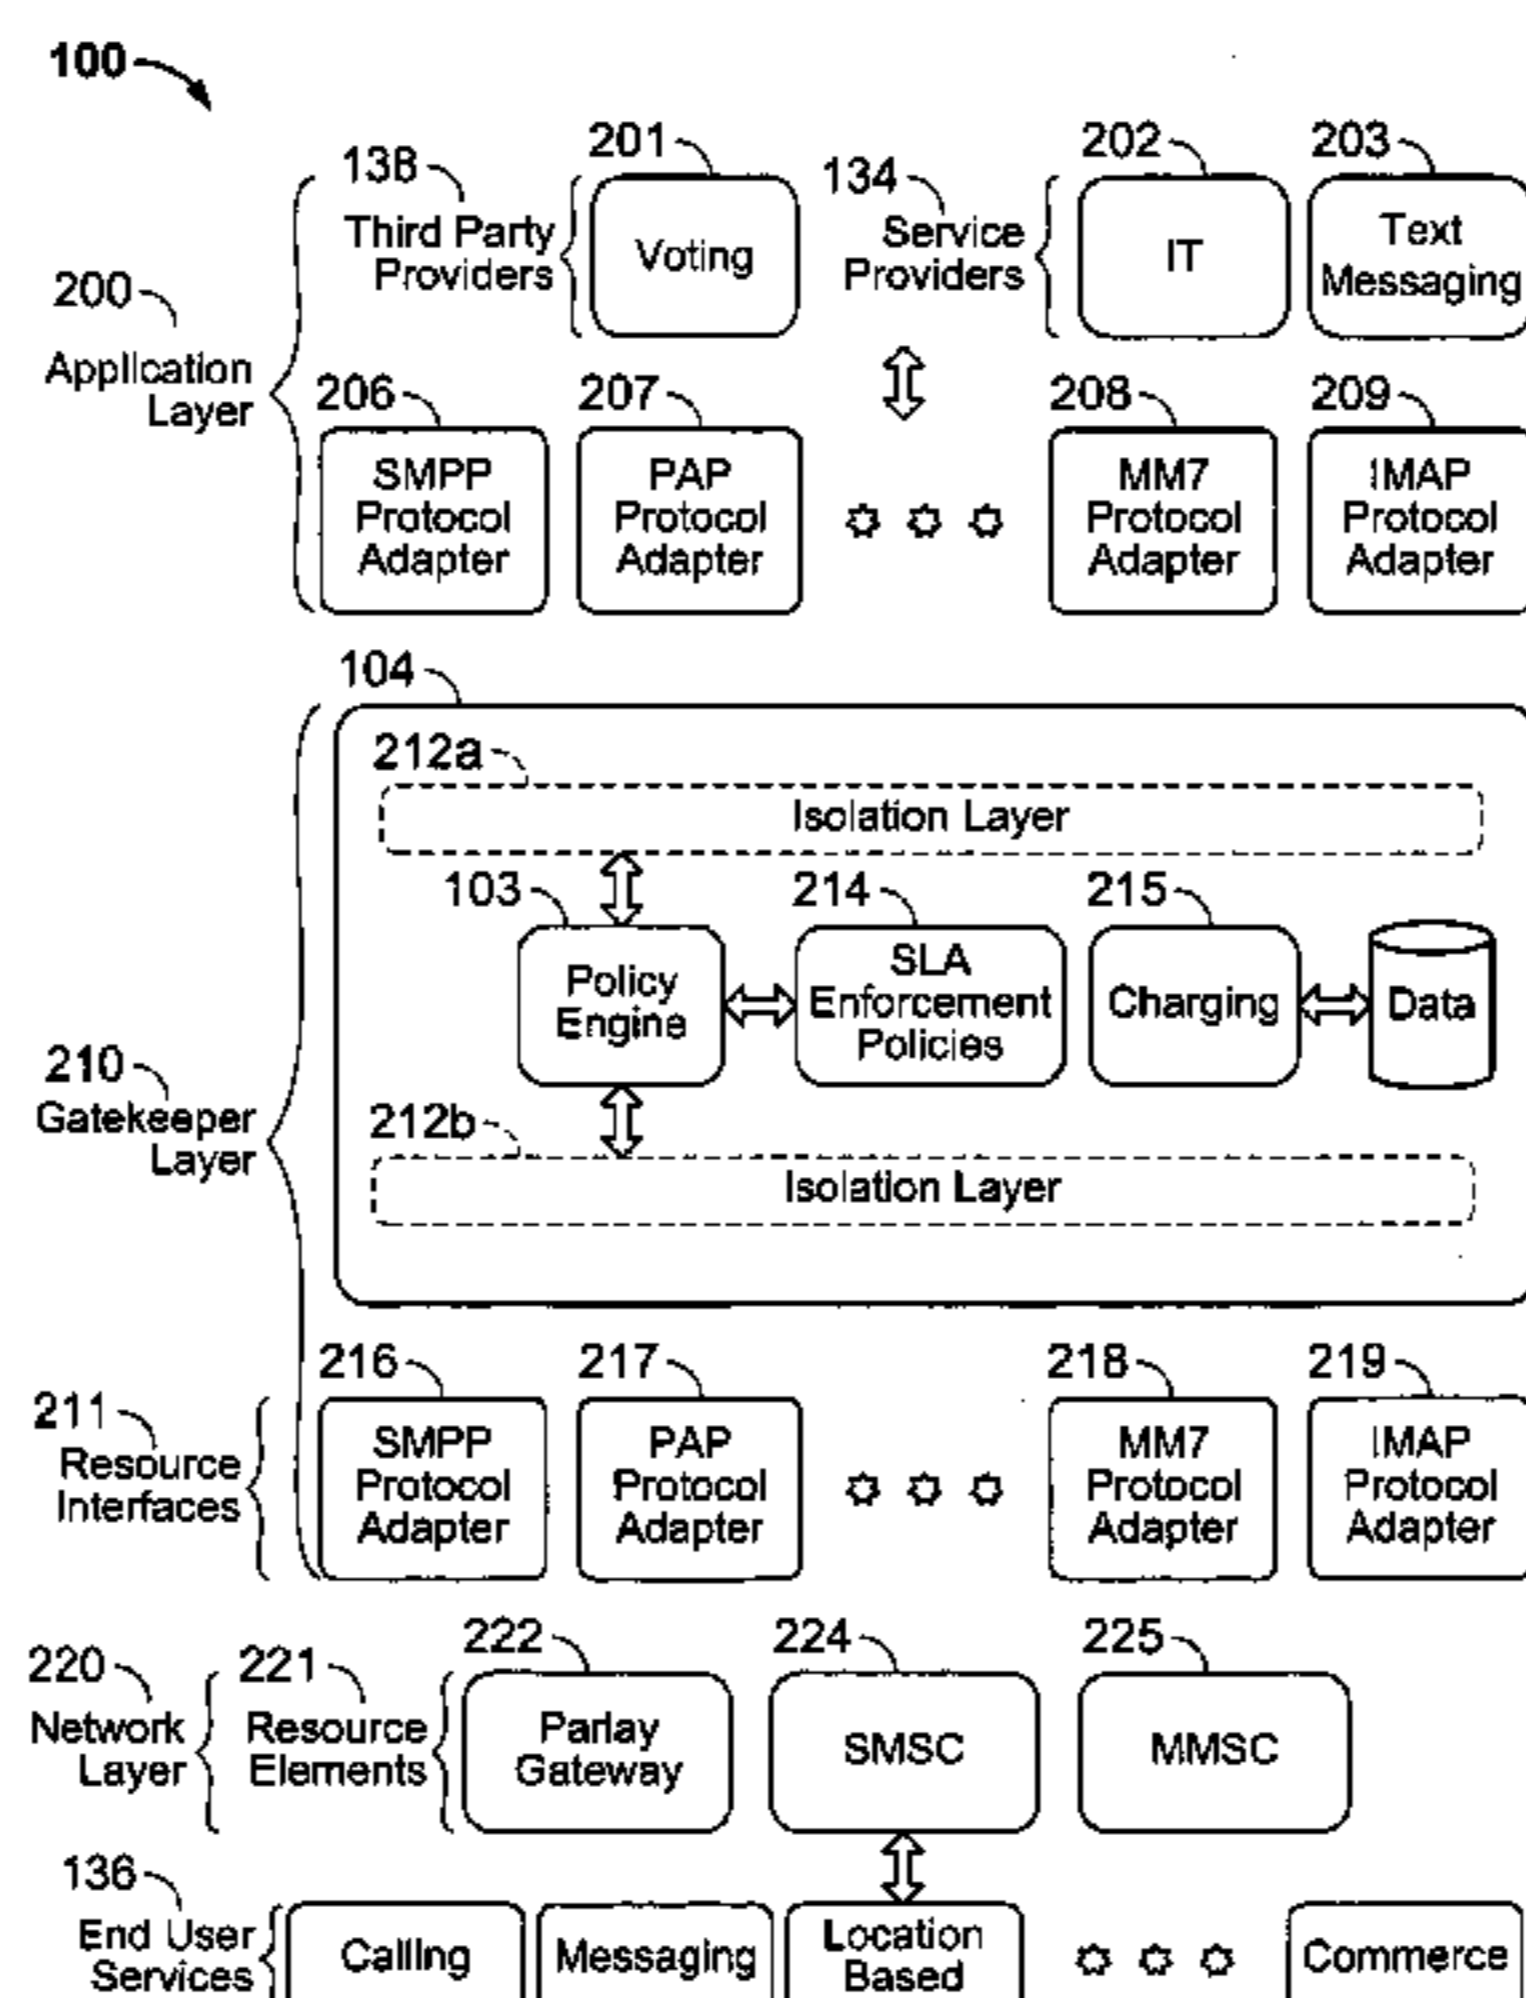 100
138
201
134
202
203
Third Party
Providers
Voting
Service
Providers
IT
Text
Messaging
200
Application
Layer
206
207
208
209
SMPP
Protocol
Adapter
PAP
Protocol
Adapter
MM7
Protocol
Adapter
IMAP
Protocol
Adapter
104
212a
Isolation Layer
103
214
215
Policy
Engine
SLA
Enforcement
Policies
Charging
Data
210
Gatekeeper
Layer
212b
Isolation Layer
216
217
218
219
211
Resource
Interfaces
SMPP
Protocol
Adapter
PAP
Protocol
Adapter
MM7
Protocol
Adapter
IMAP
Protocol
Adapter
220
221
222
224
225
Network
Layer
Resource
Elements
Parlay
Gateway
SMSC
MMSC
136
End User
Services
Calling
Messaging
Location
Based
Commerce